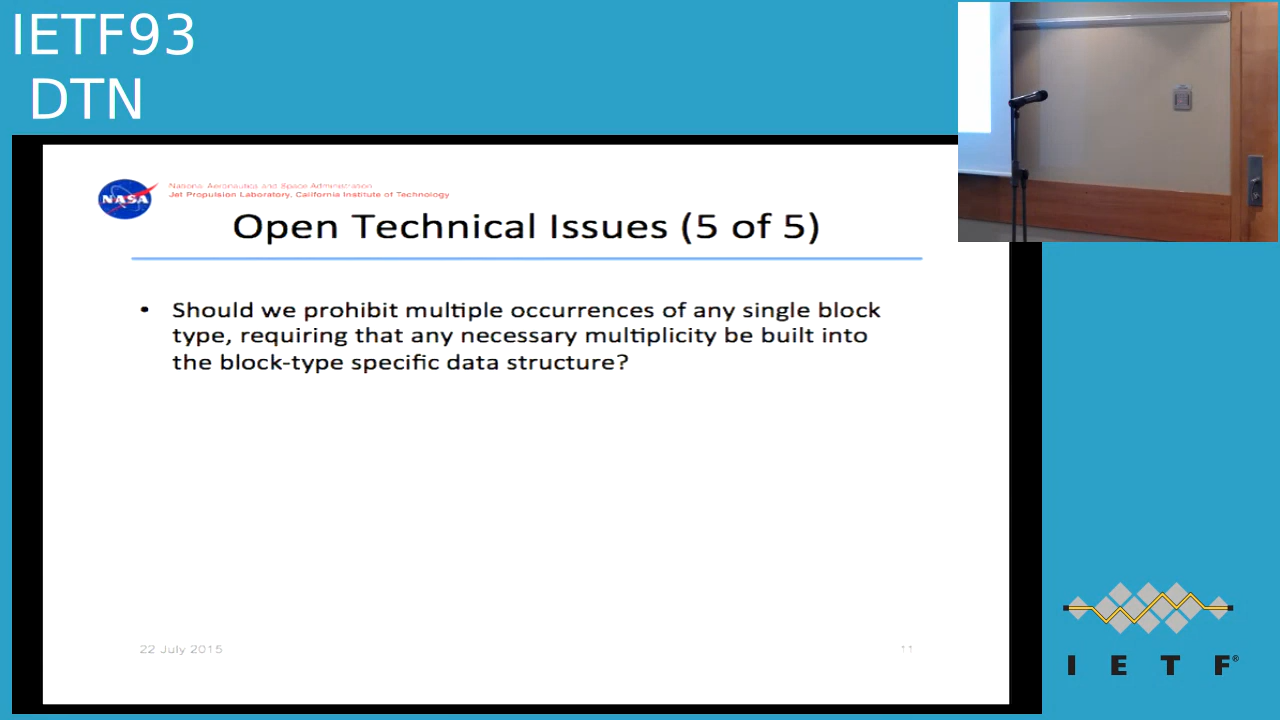 IETF93
DTN
NASA
National Aeronautics and Space Administration
Jet Propulsion Laboratory, California Institute of Technology
Open Technical Issues (5 of 5)
• Should we prohibit multiple occurrences of any single block
type, requiring that any necessary multiplicity be built into
the block-type specific data structure?
22 July 2015
11
I E T F®